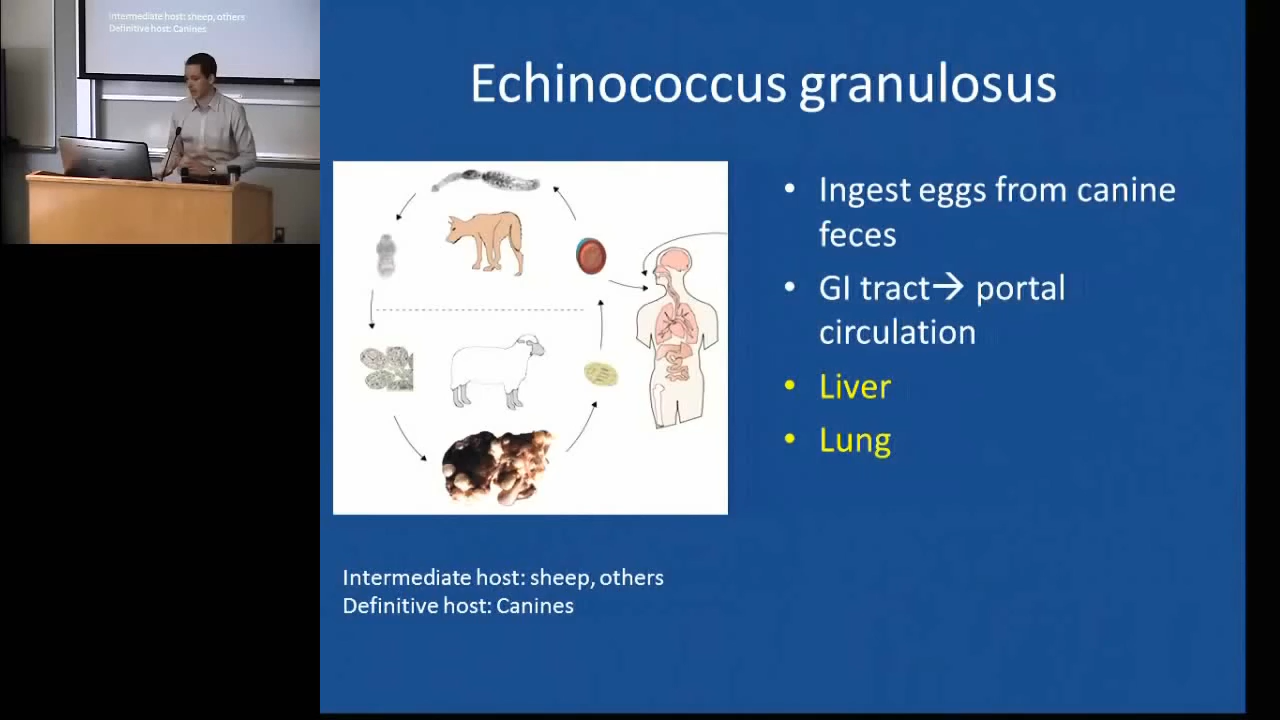 Intermediate host: sheep, others
Definitive host: Canines
Echinococcus granulosus
• Ingest eggs from canine
feces
• GI tract→ portal
circulation
• Liver
• Lung
Intermediate host: sheep, others
Definitive host: Canines